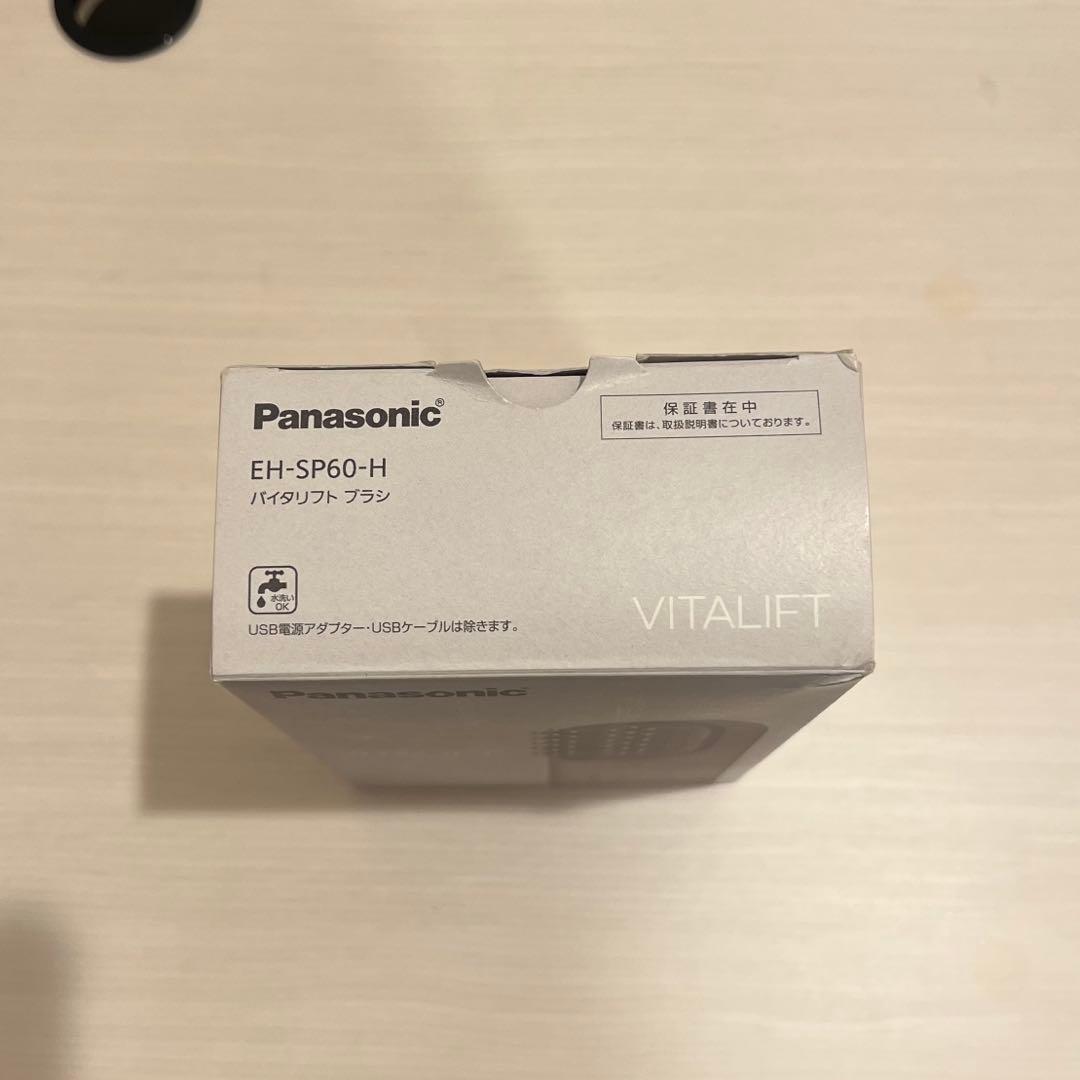 Panasonic®
EH-SP60-H
バイタリフト ブラシ
保証書在中
保証書は、取扱説明書についております。
水洗い
OK
USB電源アダプター・USBケーブルは除きます。
VITALIFT
Panasonic